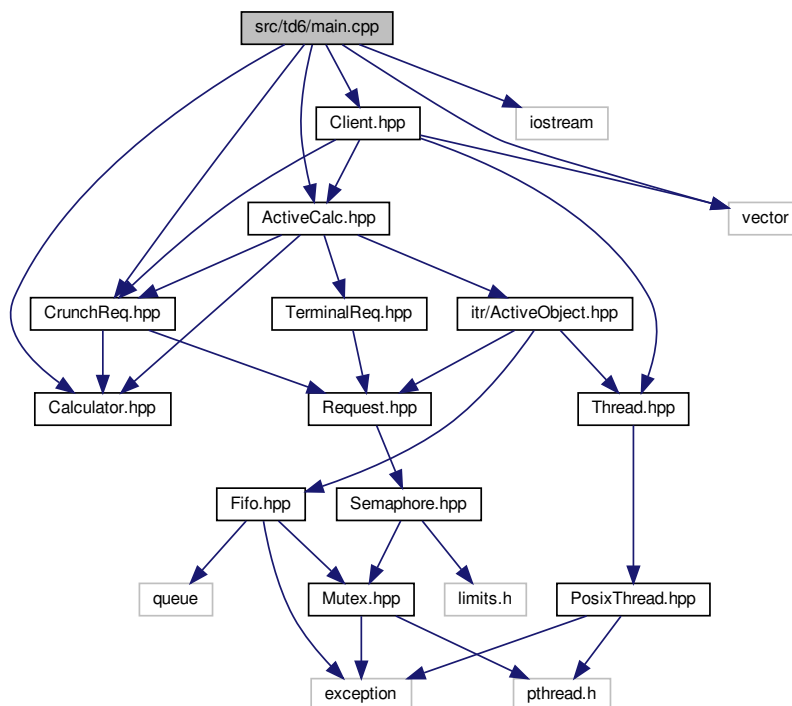 src/td6/main.cpp
Client.hpp
iostream
ActiveCalc.hpp
vector
CrunchReq.hpp
TerminalReq.hpp
itr/ActiveObject.hpp
Calculator.hpp
Request.hpp
Thread.hpp
Fifo.hpp
Semaphore.hpp
queue
Mutex.hpp
limits.h
PosixThread.hpp
exception
pthread.h